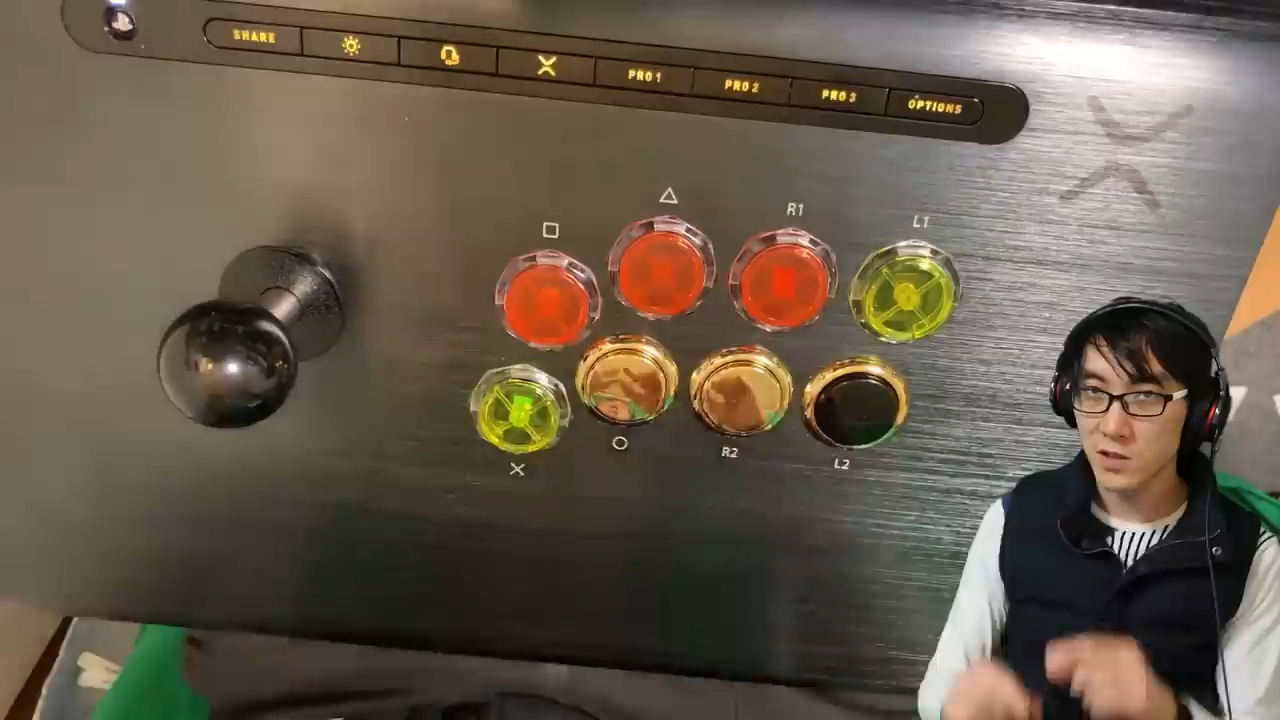 SHARE
PRO 1
PRO 2
PRO 3
OPTIONS
R1
L1
R2
L2